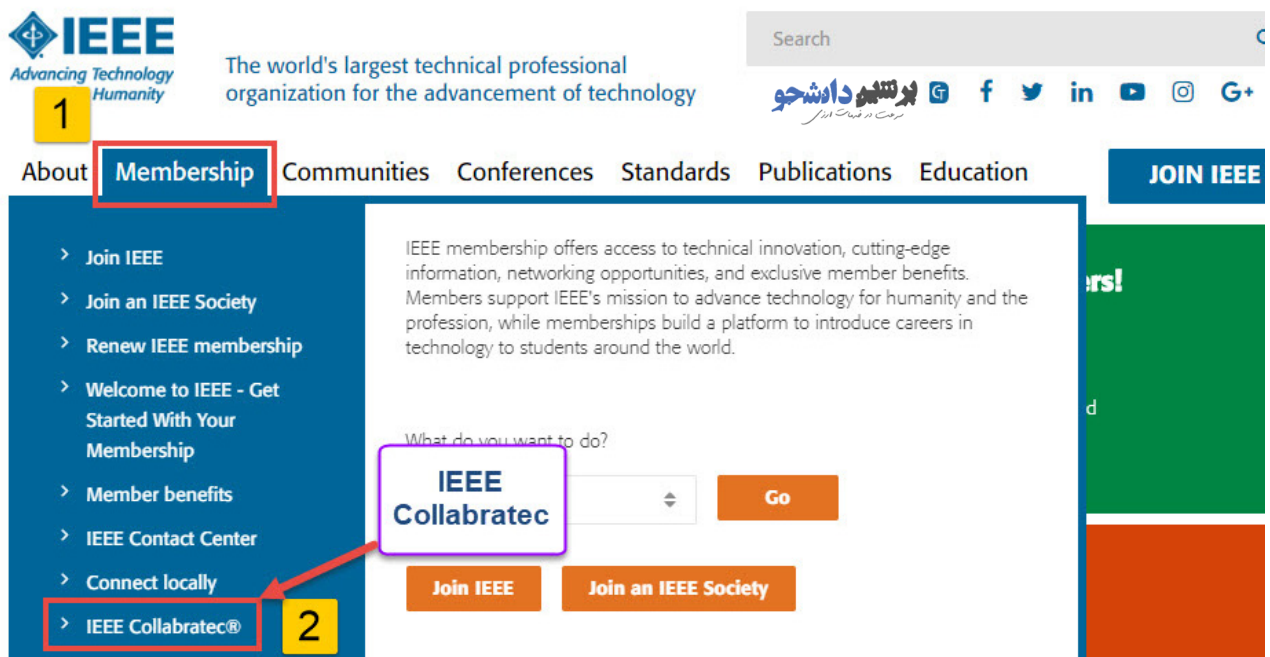 IEEE
Advancing Technology
Humanity
The world's largest technical professional
organization for the advancement of technology
Search
پرشین دانشجو
f in G+
1
About Membership Communities Conferences Standards Publications Education JOIN IEEE
> Join IEEE
> Join an IEEE Society
> Renew IEEE membership
> Welcome to IEEE - Get
Started With Your
Membership
> Member benefits
> IEEE Contact Center
> Connect locally
> IEEE Collabratec®
2
IEEE membership offers access to technical innovation, cutting-edge
information, networking opportunities, and exclusive member benefits.
Members support IEEE's mission to advance technology for humanity and the
profession, while memberships build a platform to introduce careers in
technology to students around the world.
What do you want to do?
IEEE
Collabratec
Go
Join IEEE Join an IEEE Society
ers!
d